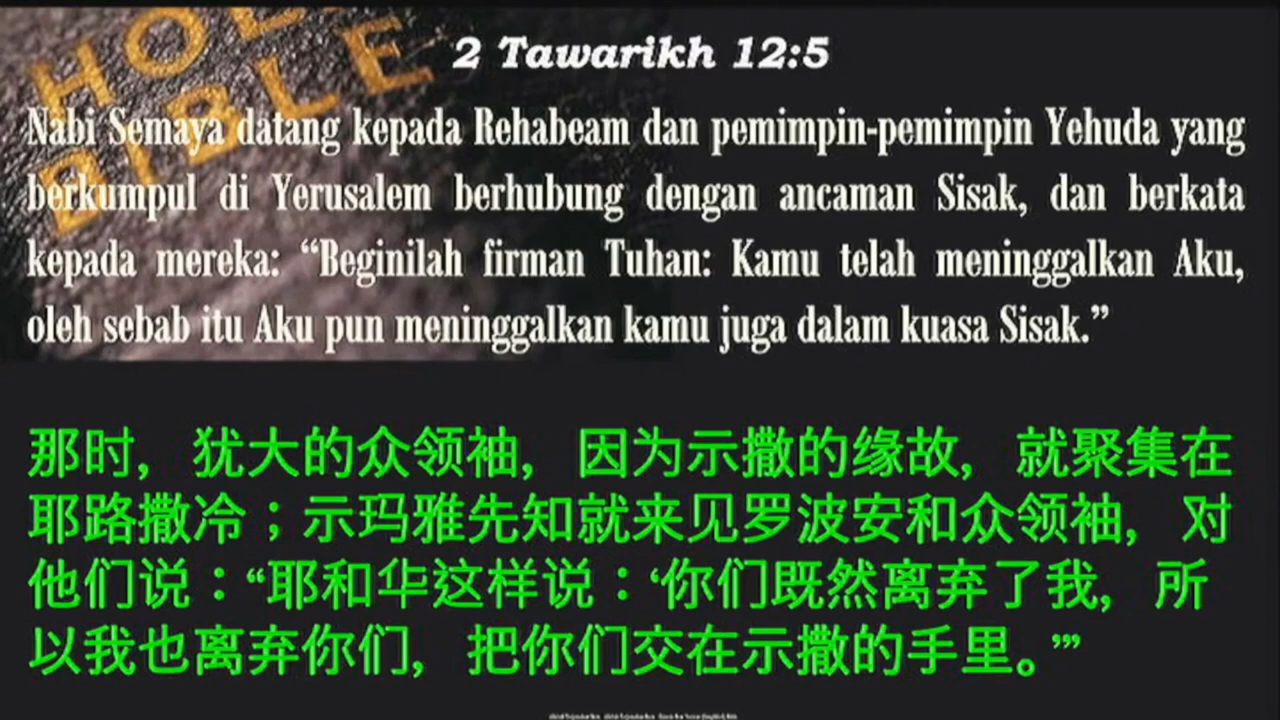 HOLY
BIBLE
2 Tawarikh 12:5
Nabi Semaya datang kepada Rehabeam dan pemimpin-pemimpin Yehuda yang
berkumpul di Yerusalem berhubung dengan ancaman Sisak, dan berkata
kepada mereka: “Beginilah firman Tuhan: Kamu telah meninggalkan Aku,
oleh sebab itu Aku pun meninggalkan kamu juga dalam kuasa Sisak.”
那时，犹大的众领袖，因为示撒的缘故，就聚集在
耶路撒冷；示玛雅先知就来见罗波安和众领袖，对
他们说：“耶和华这样说：‘你们既然离弃了我，所
以我也离弃你们，把你们交在示撒的手里。’”